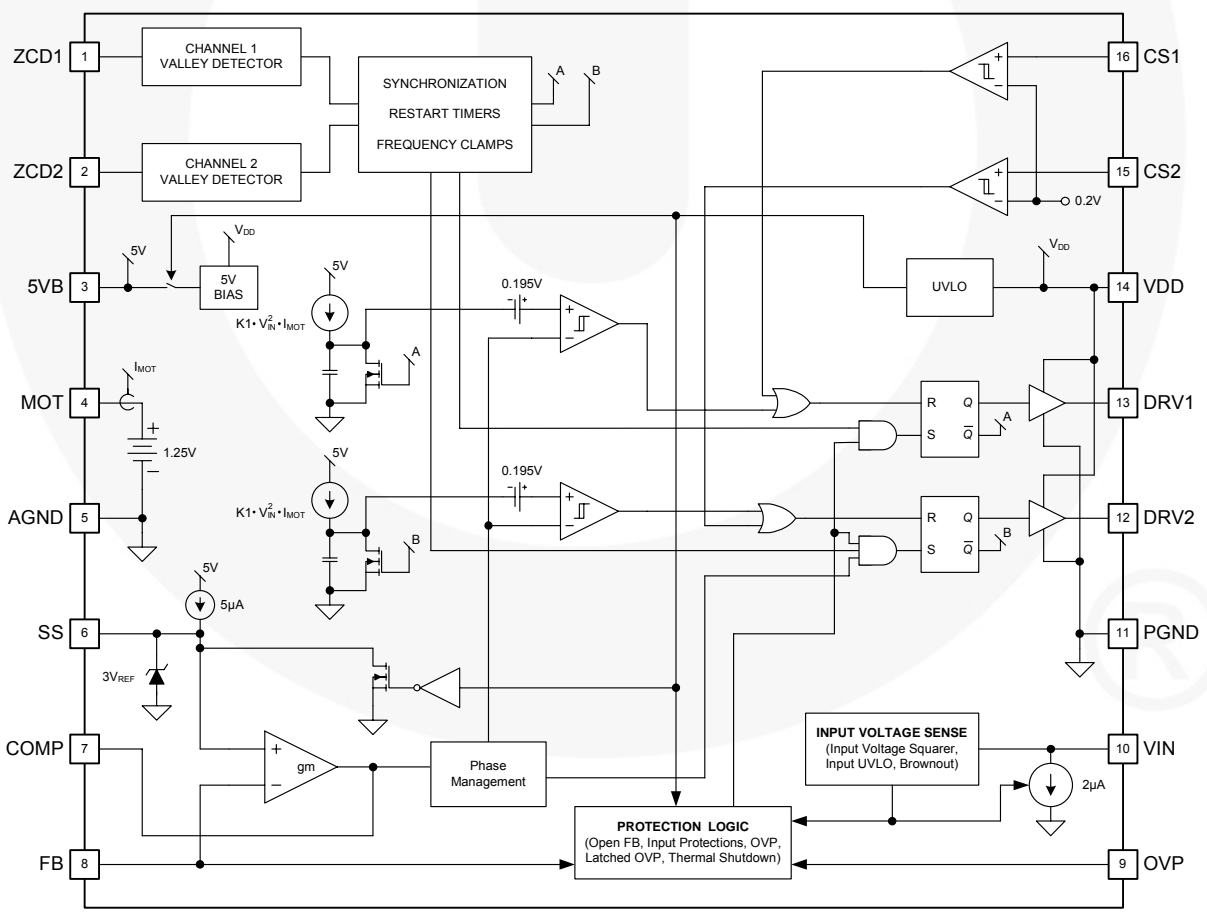 ZCD1
1
CHANNEL 1
VALLEY DETECTOR
SYNCHRONIZATION
RESTART TIMERS
FREQUENCY CLAMPS
A
B
16
CS1
ZCD2
2
CHANNEL 2
VALLEY DETECTOR
15
CS2
0.2V
5VB
3
5V
VDD
5V
BIAS
5V
K1• V²IN • IMOT
A
0.195V
UVLO
VDD
14
VDD
MOT
4
IMOT
1.25V
R
Q
S
Q̅
A
13
DRV1
AGND
5
5V
K1• V²IN • IMOT
B
0.195V
R
Q
S
Q̅
B
12
DRV2
SS
6
5V
5µA
3VREF
11
PGND
®
COMP
7
gm
Phase
Management
INPUT VOLTAGE SENSE
(Input Voltage Squarer,
Input UVLO, Brownout)
10
VIN
2µA
FB
8
PROTECTION LOGIC
(Open FB, Input Protections, OVP,
Latched OVP, Thermal Shutdown)
9
OVP